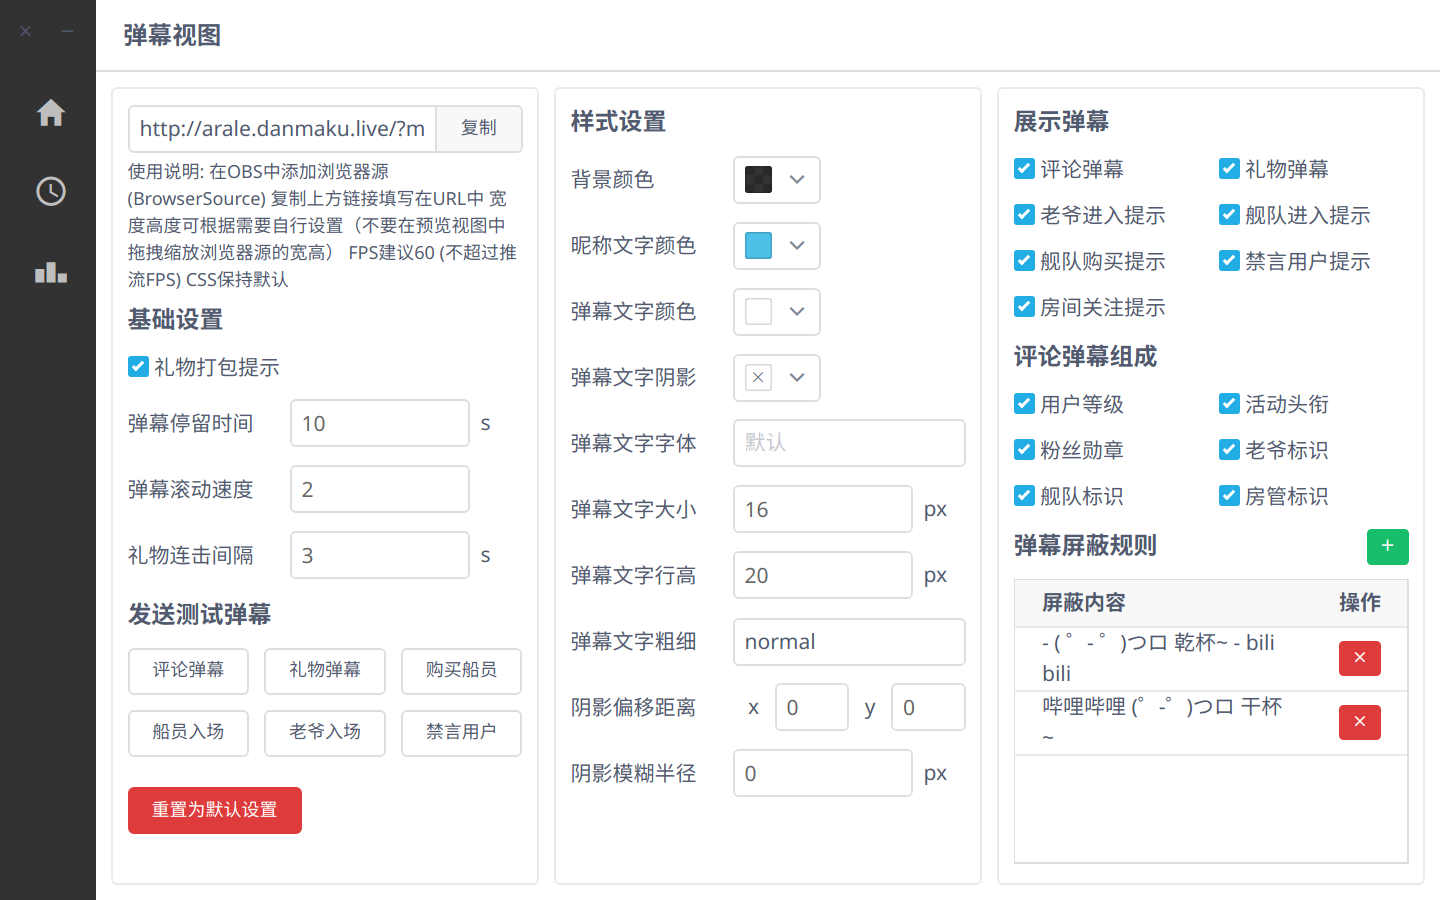 弹幕视图
http://arale.danmaku.live/?m
复制
使用说明: 在OBS中添加浏览器源
(BrowserSource) 复制上方链接填写在URL中 宽
度高度可根据需要自行设置（不要在预览视图中
拖拽缩放浏览器源的宽高） FPS建议60 (不超过推
流FPS) CSS保持默认
基础设置
礼物打包提示
弹幕停留时间 10 s
弹幕滚动速度 2
礼物连击间隔 3 s
发送测试弹幕
评论弹幕 礼物弹幕 购买船员
船员入场 老爷入场 禁言用户
重置为默认设置
样式设置
背景颜色
昵称文字颜色
弹幕文字颜色
弹幕文字阴影
弹幕文字字体 默认
弹幕文字大小 16 px
弹幕文字行高 20 px
弹幕文字粗细 normal
阴影偏移距离 x 0 y 0
阴影模糊半径 0 px
展示弹幕
评论弹幕 礼物弹幕
老爷进入提示 舰队进入提示
舰队购买提示 禁言用户提示
房间关注提示
评论弹幕组成
用户等级 活动头衔
粉丝勋章 老爷标识
舰队标识 房管标识
弹幕屏蔽规则 +
屏蔽内容 操作
- ( ゜- ゜)つロ 乾杯~ - bili
bili
哔哩哔哩 (゜-゜)つロ 干杯
~